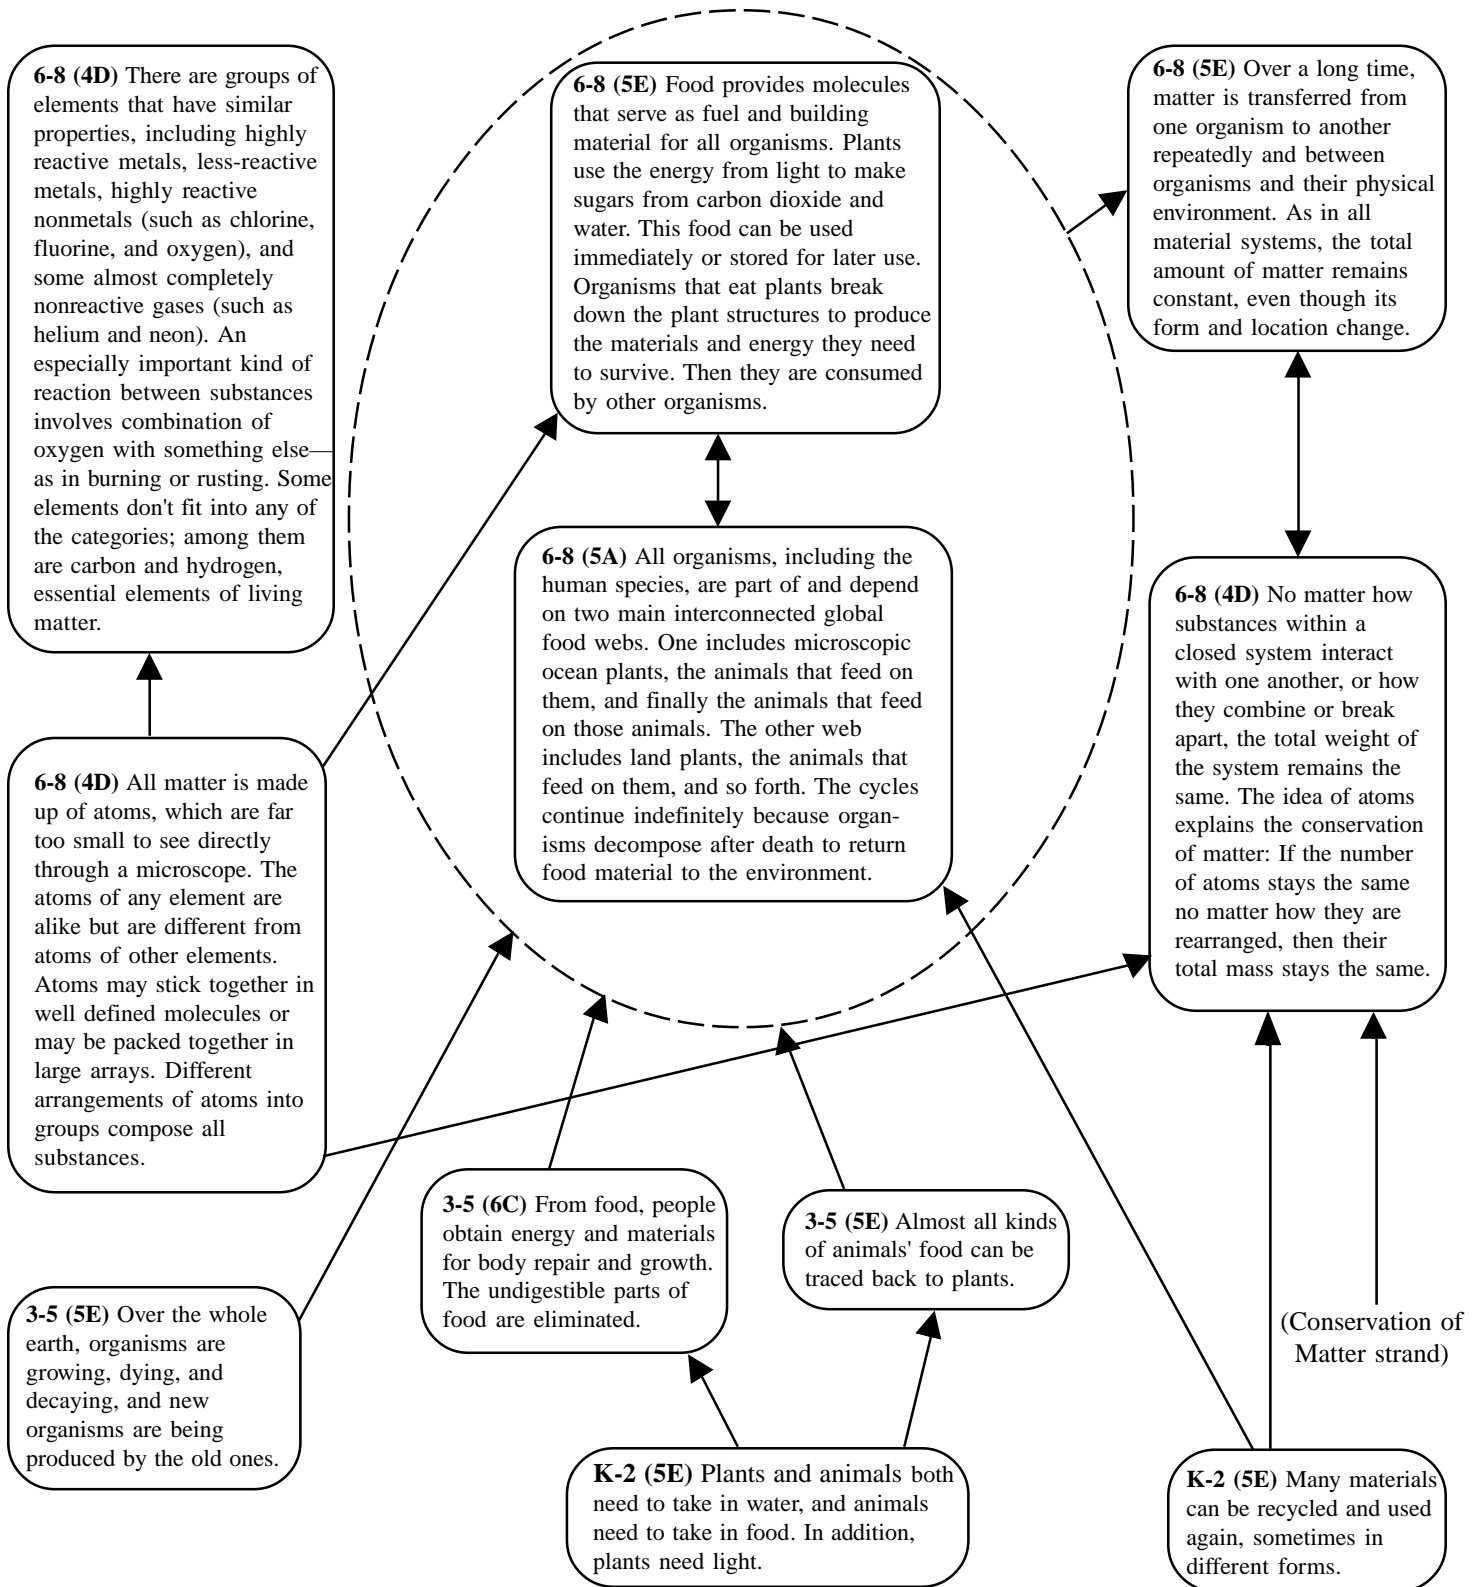 6-8 (4D) There are groups of
elements that have similar
properties, including highly
reactive metals, less-reactive
metals, highly reactive
nonmetals (such as chlorine,
fluorine, and oxygen), and
some almost completely
nonreactive gases (such as
helium and neon). An
especially important kind of
reaction between substances
involves combination of
oxygen with something else—
as in burning or rusting. Some
elements don't fit into any of
the categories; among them
are carbon and hydrogen,
essential elements of living
matter.
6-8 (5E) Food provides molecules
that serve as fuel and building
material for all organisms. Plants
use the energy from light to make
sugars from carbon dioxide and
water. This food can be used
immediately or stored for later use.
Organisms that eat plants break
down the plant structures to produce
the materials and energy they need
to survive. Then they are consumed
by other organisms.
6-8 (5E) Over a long time,
matter is transferred from
one organism to another
repeatedly and between
organisms and their physical
environment. As in all
material systems, the total
amount of matter remains
constant, even though its
form and location change.
6-8 (5A) All organisms, including the
human species, are part of and depend
on two main interconnected global
food webs. One includes microscopic
ocean plants, the animals that feed on
them, and finally the animals that feed
on those animals. The other web
includes land plants, the animals that
feed on them, and so forth. The cycles
continue indefinitely because organ-
isms decompose after death to return
food material to the environment.
6-8 (4D) No matter how
substances within a
closed system interact
with one another, or how
they combine or break
apart, the total weight of
the system remains the
same. The idea of atoms
explains the conservation
of matter: If the number
of atoms stays the same
no matter how they are
rearranged, then their
total mass stays the same.
6-8 (4D) All matter is made
up of atoms, which are far
too small to see directly
through a microscope. The
atoms of any element are
alike but are different from
atoms of other elements.
Atoms may stick together in
well defined molecules or
may be packed together in
large arrays. Different
arrangements of atoms into
groups compose all
substances.
3-5 (6C) From food, people
obtain energy and materials
for body repair and growth.
The undigestible parts of
food are eliminated.
3-5 (5E) Almost all kinds
of animals' food can be
traced back to plants.
3-5 (5E) Over the whole
earth, organisms are
growing, dying, and
decaying, and new
organisms are being
produced by the old ones.
(Conservation of
Matter strand)
K-2 (5E) Plants and animals both
need to take in water, and animals
need to take in food. In addition,
plants need light.
K-2 (5E) Many materials
can be recycled and used
again, sometimes in
different forms.